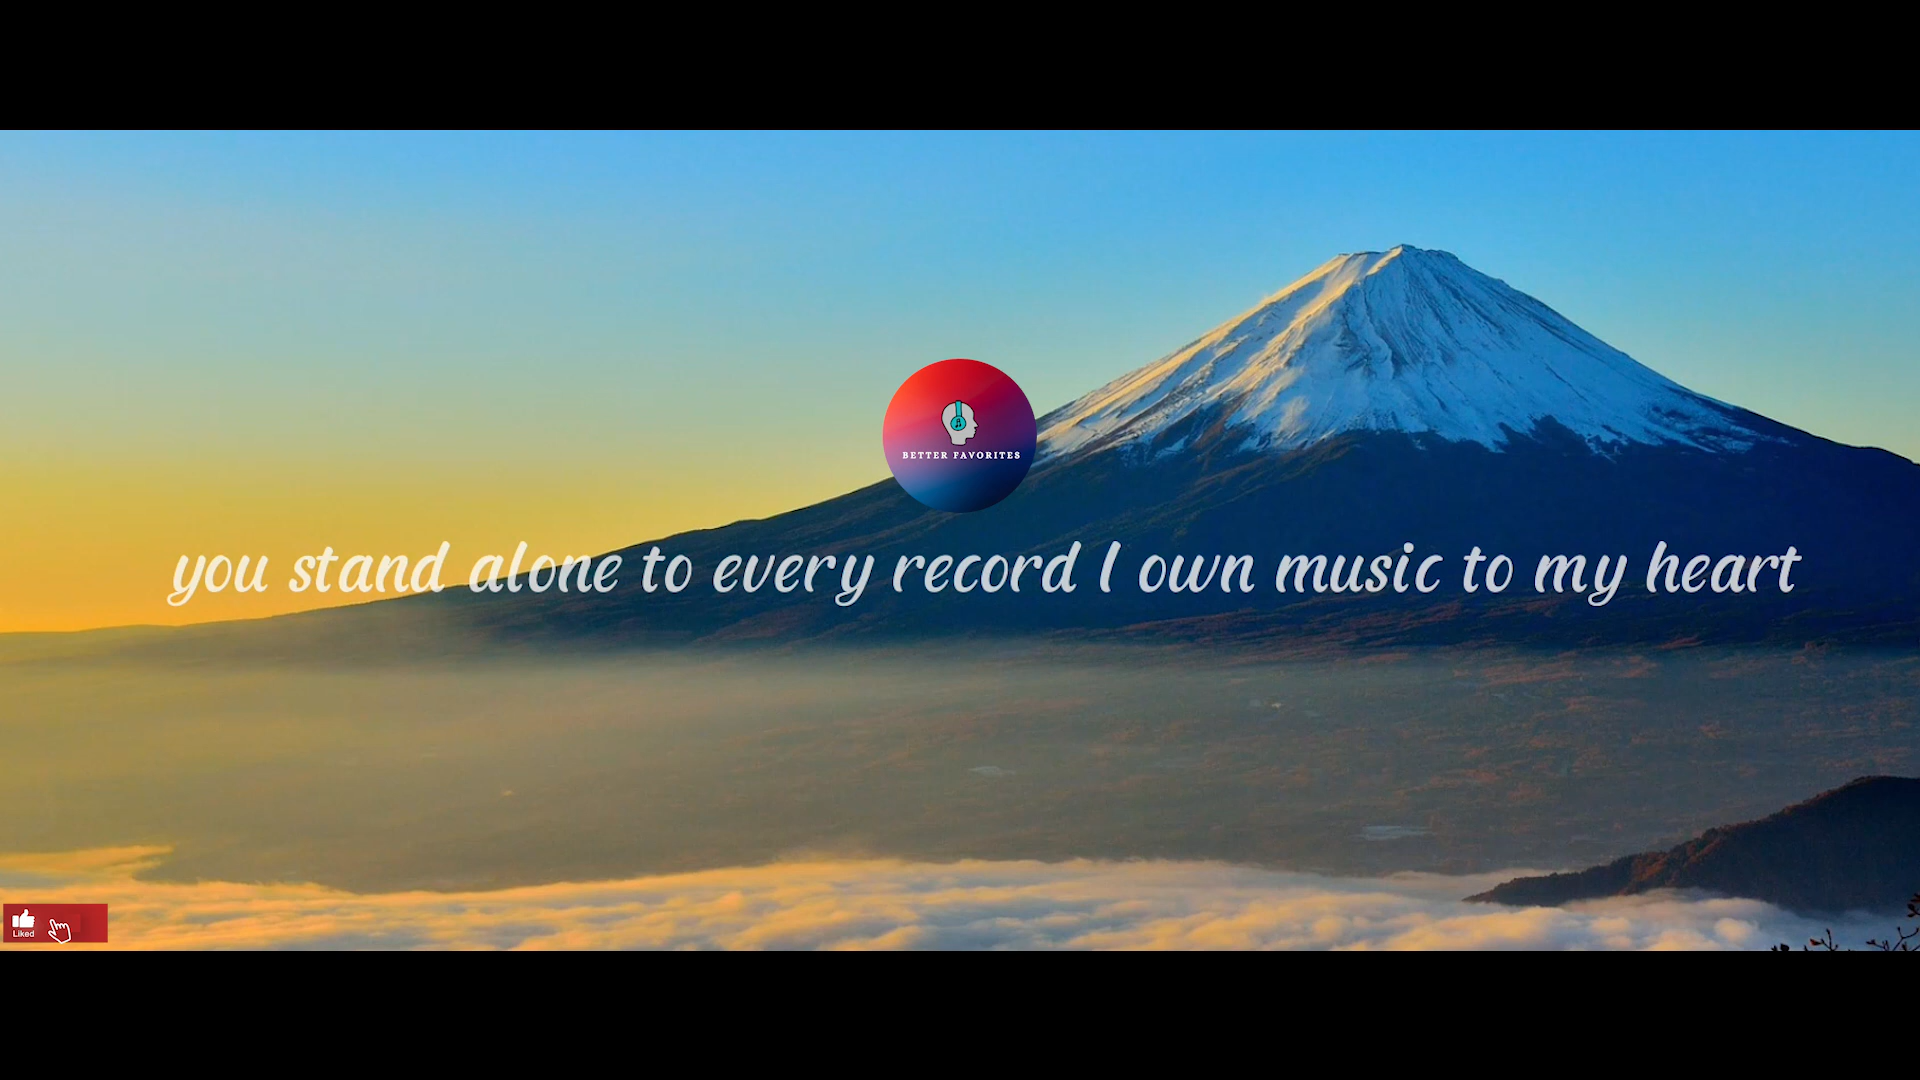 BETTER FAVORITES
you stand alone to every record I own music to my heart
Liked